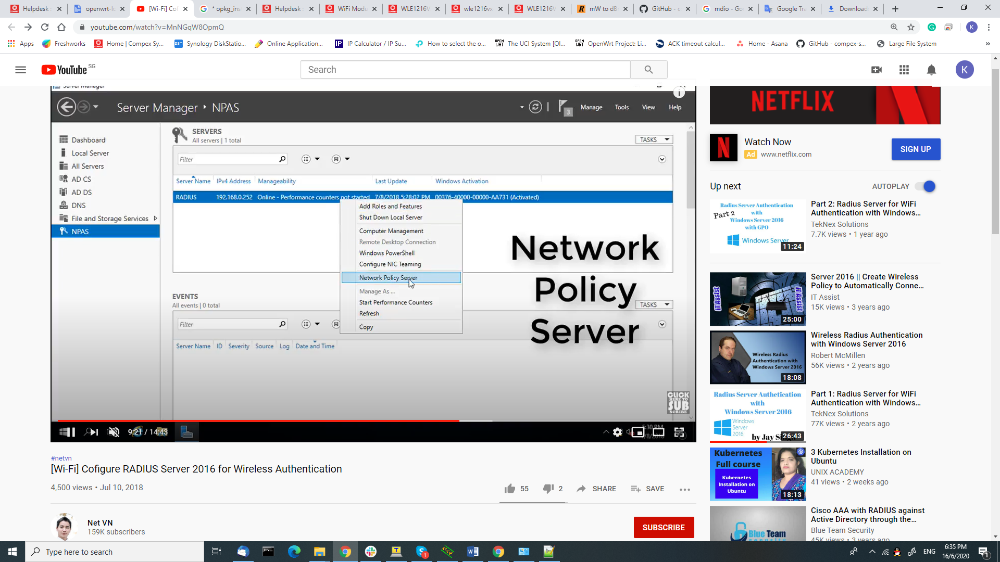 Helpdesk
openwrt-lo
[Wi-Fi] Cof
* opkg_ins
Helpdesk
WiFi Modu
WLE1216V
wle1216vx
WLE1216V
mW to dB
GitHub - c
mdio - Go
Google Tra
Download
youtube.com/watch?v=MnNGqW8OpmQ
K
Apps
Freshworks
Home | Compex Sy...
Synology DiskStatio...
Online Application...
IP Calculator / IP Su...
How to select the o...
The UCI System [Ol...
OpenWrt Project: Li...
ACK timeout calcul...
Home - Asana
GitHub - compex-s...
Large File System
YouTube SG
Search
K
Server Manager
Server Manager • NPAS
3
Manage
Tools
View
Help
Dashboard
Local Server
All Servers
AD CS
AD DS
DNS
File and Storage Services
NPAS
SERVERS
All servers | 1 total
TASKS
Filter
Server Name
IPv4 Address
Manageability
Last Update
Windows Activation
RADIUS
192.168.0.252
Online - Performance counters not started
7/8/2018 5:28:02 PM
00376-40000-00000-AA731 (Activated)
Add Roles and Features
Shut Down Local Server
Computer Management
Remote Desktop Connection
Windows PowerShell
Configure NIC Teaming
Network Policy Server
Manage As ...
Start Performance Counters
Refresh
Copy
Network
Policy
Server
EVENTS
All events | 0 total
TASKS
Filter
Server Name
ID
Severity
Source
Log
Date and Time
CLICK
HERE TO
SUB
SCRIBE
9:21 / 14:43
5:30 PM
#netvn
[Wi-Fi] Cofigure RADIUS Server 2016 for Wireless Authentication
4,500 views • Jul 10, 2018
55
2
SHARE
SAVE
Net VN
159K subscribers
SUBSCRIBE
NETFLIX
Watch Now
Ad www.netflix.com
SIGN UP
Up next
AUTOPLAY
Radius Server Authentication
with
Part 2
Windows Server 2016
with GPO
Windows Server
11:24
Part 2: Radius Server for WiFi
Authentication with Windows...
TekNex Solutions
7.7K views • 1 year ago
IT Assist
IT Assist
25:00
Server 2016 || Create Wireless
Policy to Automatically Conne...
IT Assist
15K views • 3 years ago
Wireless Radius
Authentication with
Windows Server 2016
18:08
Wireless Radius Authentication
with Windows Server 2016
Robert McMillen
56K views • 2 years ago
Radius Server Authetication
with
Windows Server 2016
Windows
Server
2016
26:43
Part 1: Radius Server for WiFi
Authentication with Windows...
TekNex Solutions
77K views • 2 years ago
Kubernetes
Full course
Kubernetes
Installation on
Ubuntu
18:13
3 Kubernetes Installation on
Ubuntu
UNIX ACADEMY
41 views • 2 weeks ago
Blue Team
Cisco AAA with RADIUS against
Active Directory through the...
Blue Team Security
45K views • 3 years ago
Type here to search
1
ENG
6:35 PM
16/6/2020
1